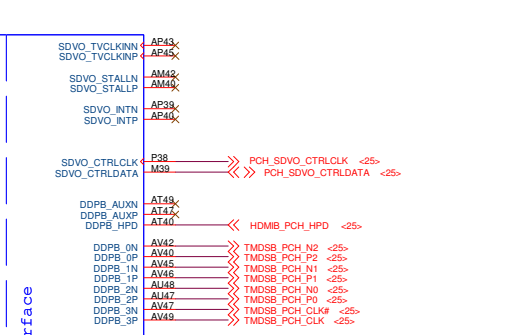 SDVO_TVCLKINN AP43
SDVO_TVCLKINP AP45
SDVO_STALLN AM42
SDVO_STALLP AM40
SDVO_INTN AP39
SDVO_INTP AP40
SDVO_CTRLCLK P38 PCH_SDVO_CTRLCLK <25>
SDVO_CTRLDATA M39 PCH_SDVO_CTRLDATA <25>
DDPB_AUXN AT49
DDPB_AUXP AT47
DDPB_HPD AT40 HDMIB_PCH_HPD <25>
DDPB_0N AV42 TMDSB_PCH_N2 <25>
DDPB_0P AV40 TMDSB_PCH_P2 <25>
DDPB_1N AV45 TMDSB_PCH_N1 <25>
DDPB_1P AV46 TMDSB_PCH_P1 <25>
DDPB_2N AU48 TMDSB_PCH_N0 <25>
DDPB_2P AU47 TMDSB_PCH_P0 <25>
DDPB_3N AV47 TMDSB_PCH_CLK# <25>
DDPB_3P AV49 TMDSB_PCH_CLK <25>
rface